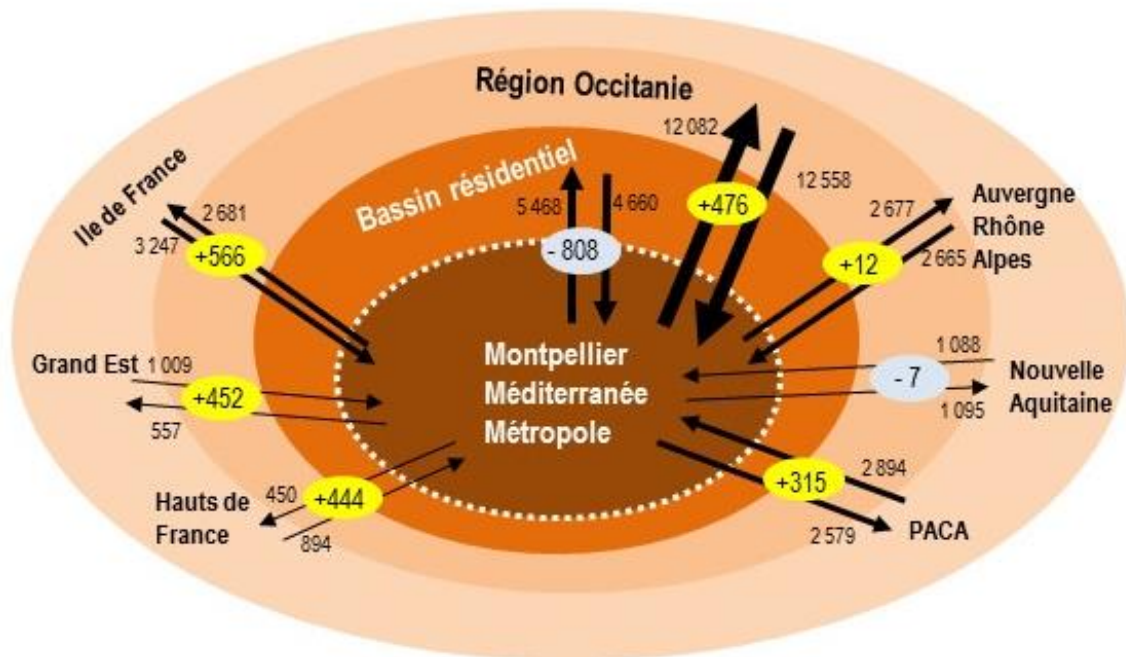 Région Occitanie
12 082
12 558
+476
Bassin résidentiel
5 468
4 660
- 808
Ile de France
2 681
3 247
+566
2 677
+12
2 665
Auvergne
Rhône
Alpes
Montpellier
Méditerranée
Métropole
Grand Est
1 009
+452
557
1 088
- 7
1 095
Nouvelle
Aquitaine
Hauts de
France
450
+444
894
2 894
+315
2 579
PACA